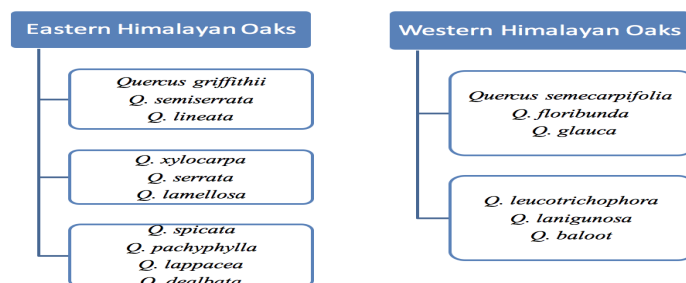 Eastern Himalayan Oaks
Quercus griffithii
Q. semiserrata
Q. lineata
Q. xylocarpa
Q. serrata
Q. lamellosa
Q. spicata
Q. pachyphylla
Q. lappacea
Q. dealbata
Western Himalayan Oaks
Quercus semecarpifolia
Q. floribunda
Q. glauca
Q. leucotrichophora
Q. lanigunosa
Q. baloot